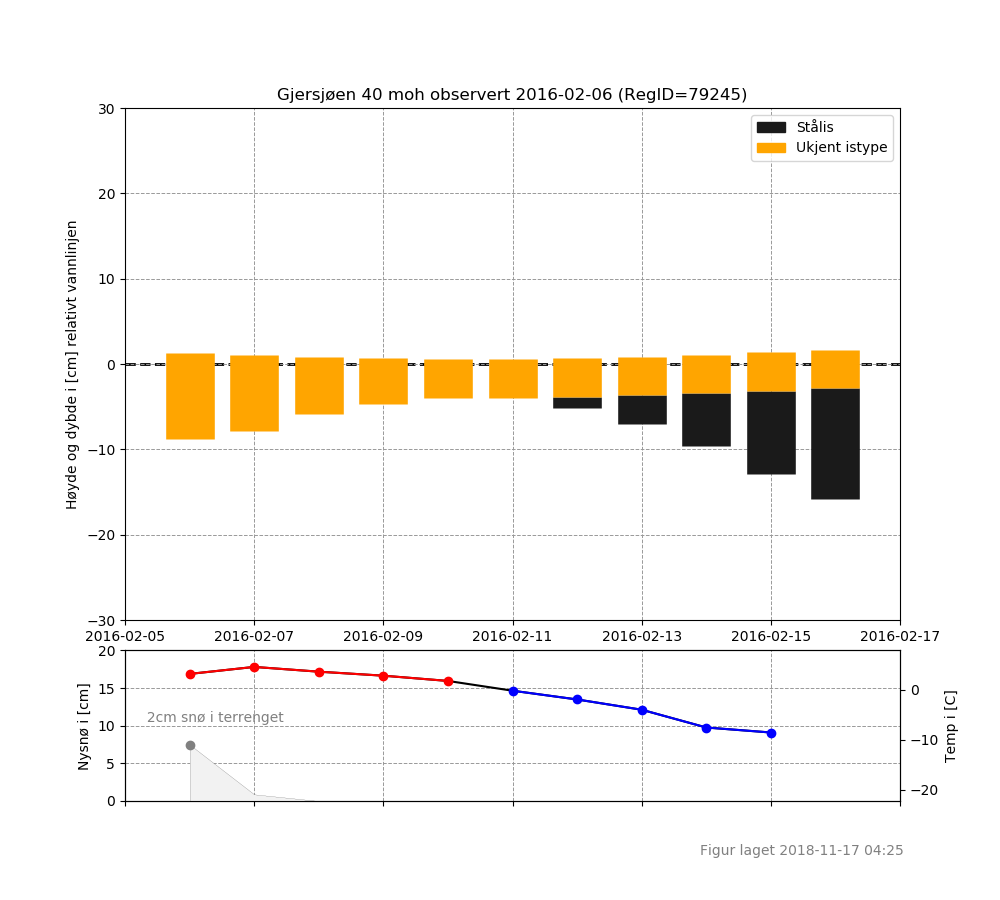 Gjersjøen 40 moh observert 2016-02-06 (RegID=79245)
Høyde og dybde i [cm] relativt vannlinjen
30
20
10
0
−10
−20
−30
Stålis
Ukjent istype
2016-02-05 2016-02-07 2016-02-09 2016-02-11 2016-02-13 2016-02-15 2016-02-17
Nysnø i [cm]
20
15
10
5
0
2cm snø i terrenget
0
−10
−20
Temp i [C]
Figur laget 2018-11-17 04:25